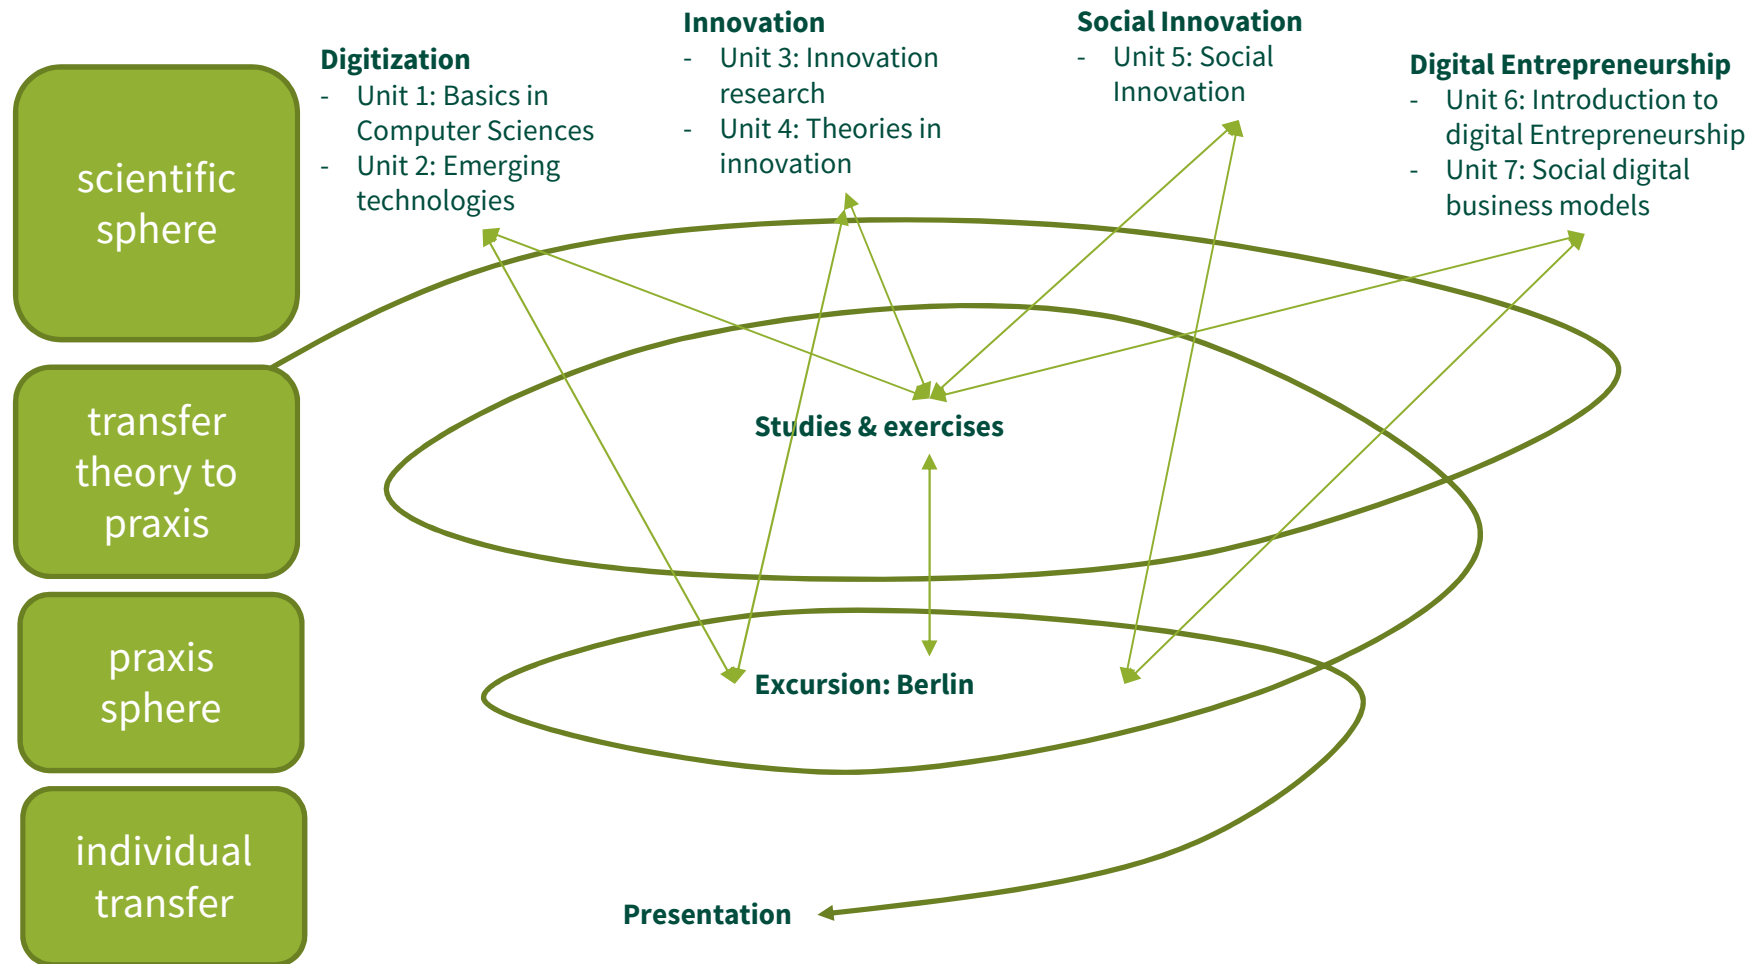 scientific
sphere
transfer
theory to
praxis
praxis
sphere
individual
transfer
Digitization
- Unit 1: Basics in
Computer Sciences
- Unit 2: Emerging
technologies
Innovation
- Unit 3: Innovation
research
- Unit 4: Theories in
innovation
Social Innovation
- Unit 5: Social
Innovation
Digital Entrepreneurship
- Unit 6: Introduction to
digital Entrepreneurship
- Unit 7: Social digital
business models
Studies & exercises
Excursion: Berlin
Presentation